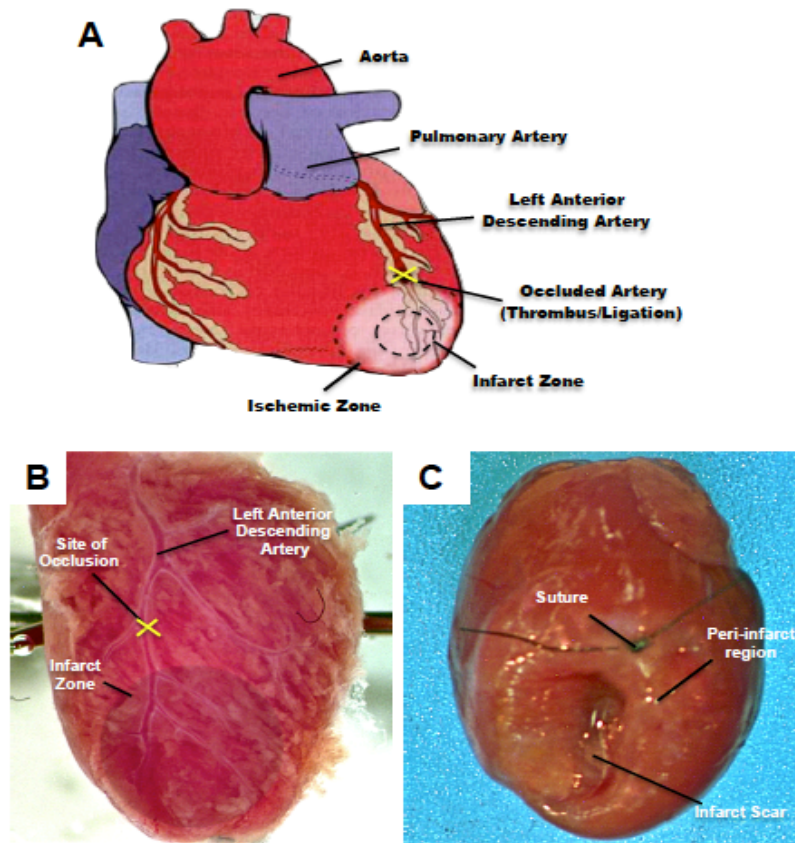 A
Aorta
Pulmonary Artery
Left Anterior
Descending Artery
Occluded Artery
(Thrombus/Ligation)
Infarct Zone
Ischemic Zone
B
Left Anterior
Descending
Artery
Site of
Occlusion
Infarct
Zone
C
Suture
Peri-infarct
region
Infarct Scar